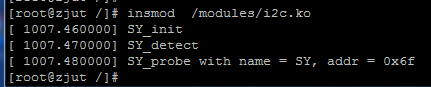 [root@zjut /]# insmod  /modules/i2c.ko
[ 1007.460000] SY_init
[ 1007.470000] SY_detect
[ 1007.480000] SY_probe with name = SY, addr = 0x6f
[root@zjut /]#